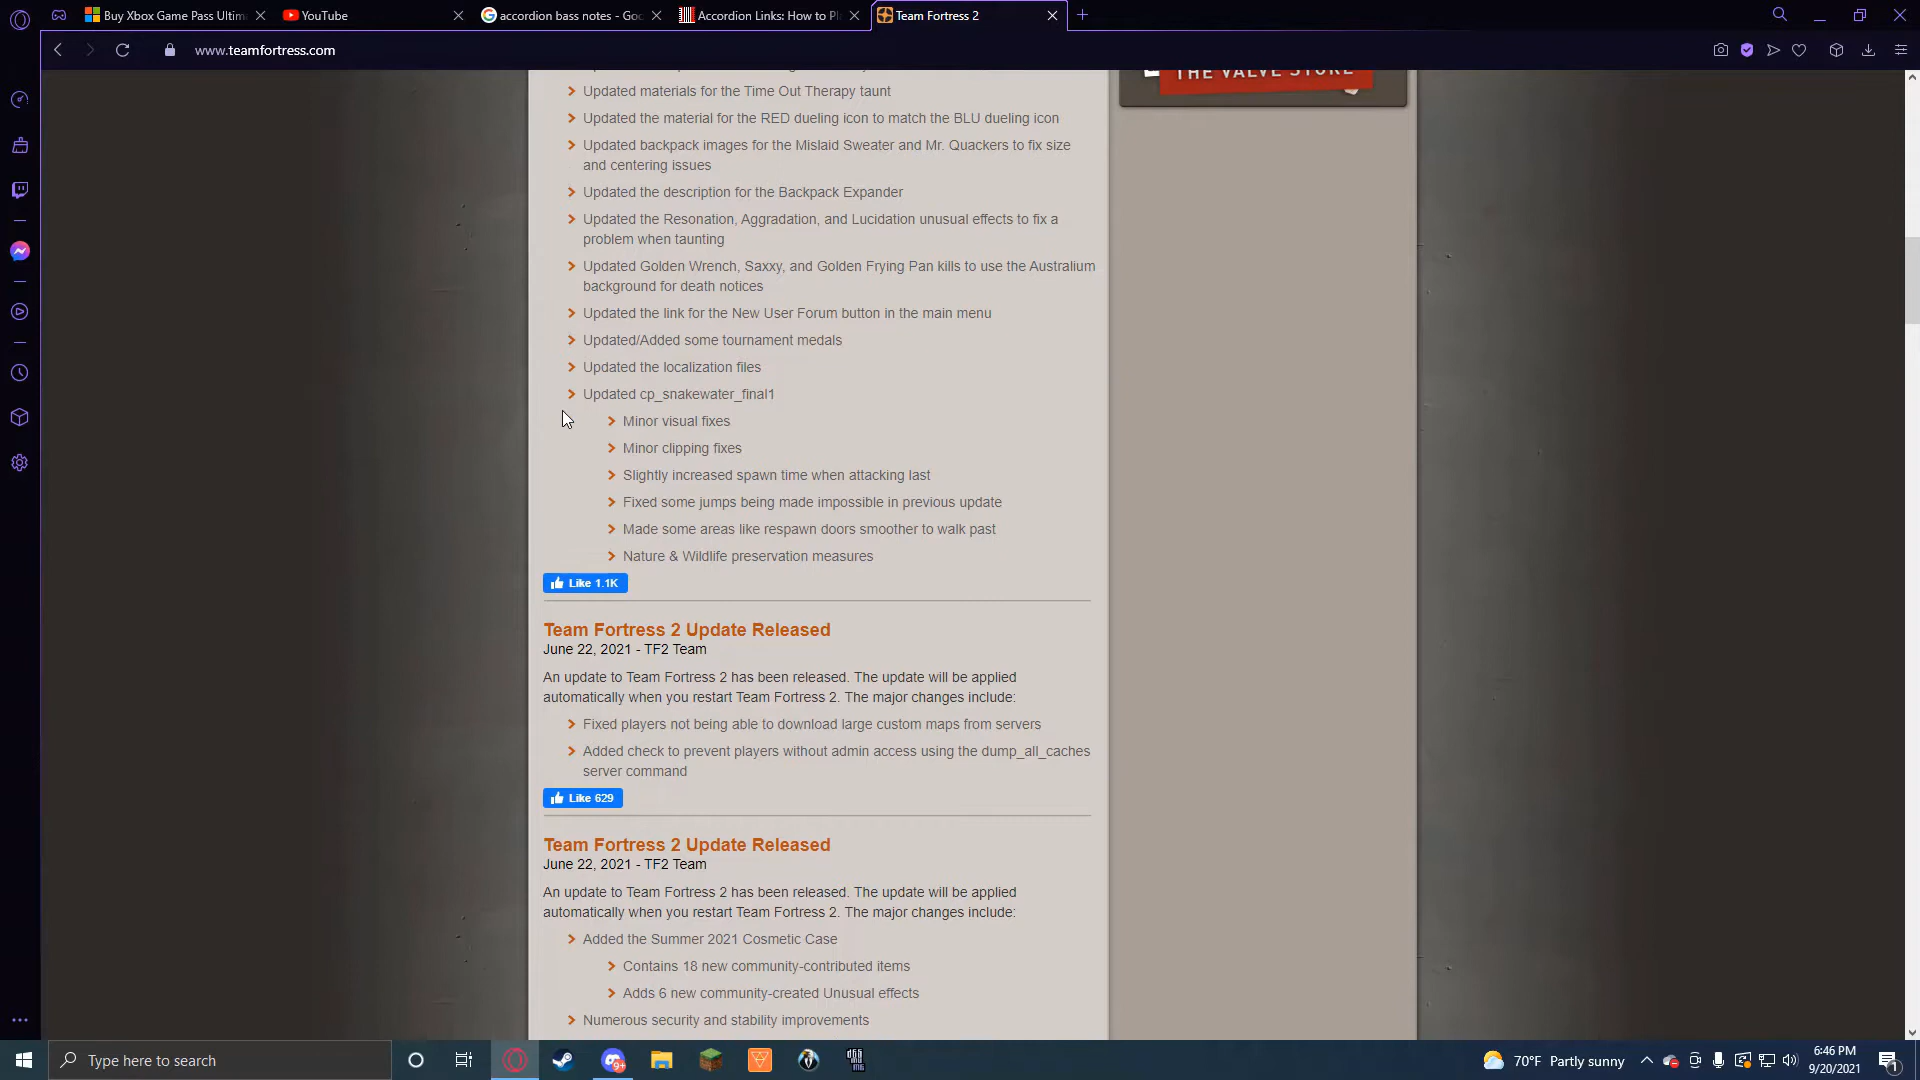 Buy Xbox Game Pass Ultim
YouTube
accordion bass notes - Goo
Accordion Links: How to Pl
Team Fortress 2
www.teamfortress.com
THE VALVE STORE
Updated materials for the Time Out Therapy taunt
Updated the material for the RED dueling icon to match the BLU dueling icon
Updated backpack images for the Mislaid Sweater and Mr. Quackers to fix size
and centering issues
Updated the description for the Backpack Expander
Updated the Resonation, Aggradation, and Lucidation unusual effects to fix a
problem when taunting
Updated Golden Wrench, Saxxy, and Golden Frying Pan kills to use the Australium
background for death notices
Updated the link for the New User Forum button in the main menu
Updated/Added some tournament medals
Updated the localization files
Updated cp_snakewater_final1
Minor visual fixes
Minor clipping fixes
Slightly increased spawn time when attacking last
Fixed some jumps being made impossible in previous update
Made some areas like respawn doors smoother to walk past
Nature & Wildlife preservation measures
Like 1.1K
Team Fortress 2 Update Released
June 22, 2021 - TF2 Team
An update to Team Fortress 2 has been released. The update will be applied
automatically when you restart Team Fortress 2. The major changes include:
Fixed players not being able to download large custom maps from servers
Added check to prevent players without admin access using the dump_all_caches
server command
Like 629
Team Fortress 2 Update Released
June 22, 2021 - TF2 Team
An update to Team Fortress 2 has been released. The update will be applied
automatically when you restart Team Fortress 2. The major changes include:
Added the Summer 2021 Cosmetic Case
Contains 18 new community-contributed items
Adds 6 new community-created Unusual effects
Numerous security and stability improvements
Type here to search
9+
70°F Partly sunny
6:46 PM
9/20/2021
1